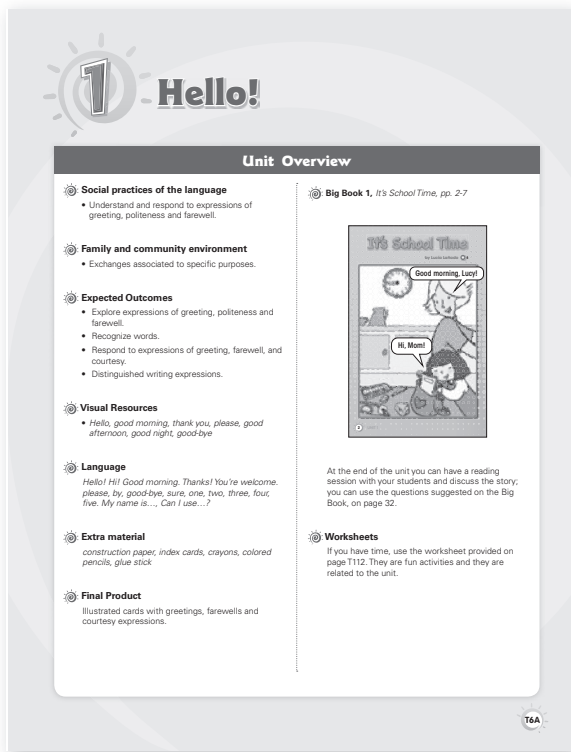 1 Hello!
Unit Overview
Social practices of the language
• Understand and respond to expressions of
greeting, politeness and farewell.
Family and community environment
• Exchanges associated to specific purposes.
Expected Outcomes
• Explore expressions of greeting, politeness and
farewell.
• Recognize words.
• Respond to expressions of greeting, farewell, and
courtesy.
• Distinguished writing expressions.
Visual Resources
• Hello, good morning, thank you, please, good
afternoon, good night, good-bye
Language
Hello! Hi! Good morning. Thanks! You're welcome.
please, by, good-bye, sure, one, two, three, four,
five. My name is..., Can I use...?
Extra material
construction paper, index cards, crayons, colored
pencils, glue stick
Final Product
Illustrated cards with greetings, farewells and
courtesy expressions.
Big Book 1, It's School Time, pp. 2-7
It's School Time
Good morning, Lucy!
Hi, Mom!
2
At the end of the unit you can have a reading
session with your students and discuss the story;
you can use the questions suggested on the Big
Book, on page 32.
Worksheets
If you have time, use the worksheet provided on
page T112. They are fun activities and they are
related to the unit.
T6A